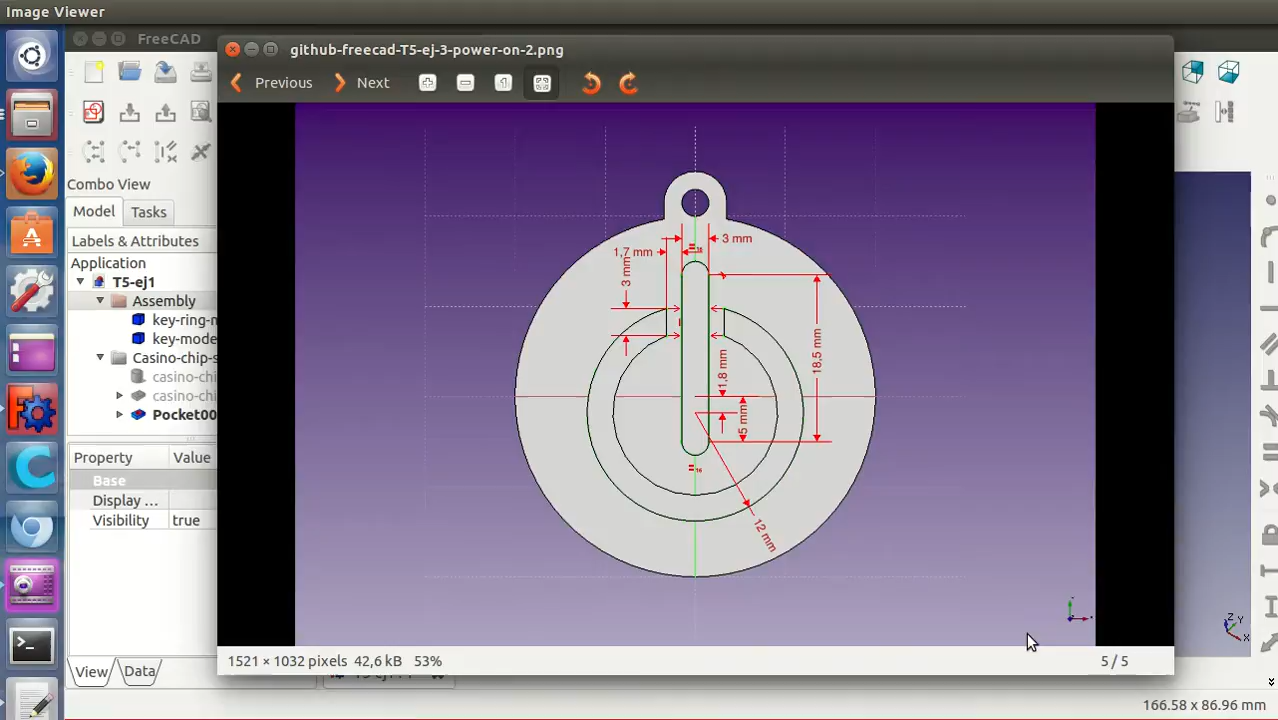 Image Viewer
FreeCAD
github-freecad-T5-ej-3-power-on-2.png
Previous
Next
Combo View
Model
Tasks
Labels & Attributes
Application
T5-ej1
Assembly
key-ring-
key-mode
Casino-chip-s
casino-chi
casino-chi
Pocket00
Property
Value
Base
Display ...
Visibility
true
View
Data
3 mm
1,7 mm
3 mm
18,5 mm
1,8 mm
5 mm
12 mm
1521 × 1032 pixels 42,6 kB 53%
5 / 5
166.58 x 86.96 mm